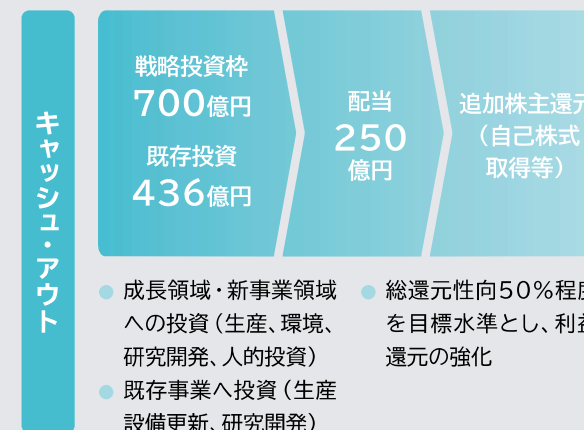 キャッシュ・アウト
戦略投資枠
700億円
既存投資
436億円
配当
250
億円
追加株主還元
（自己株式
取得等）
● 成長領域・新事業領域
への投資（生産、環境、
研究開発、人的投資）
● 既存事業へ投資（生産
設備更新、研究開発）
● 総還元性向50％程度
を目標水準とし、利益
還元の強化